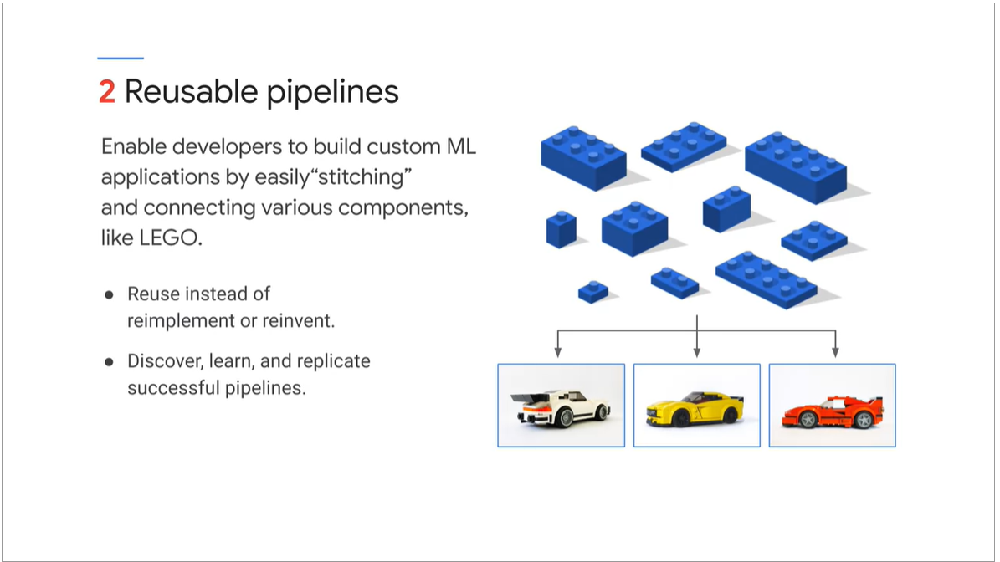 2 Reusable pipelines
Enable developers to build custom ML
applications by easily“stitching”
and connecting various components,
like LEGO.
● Reuse instead of
reimplement or reinvent.
● Discover, learn, and replicate
successful pipelines.